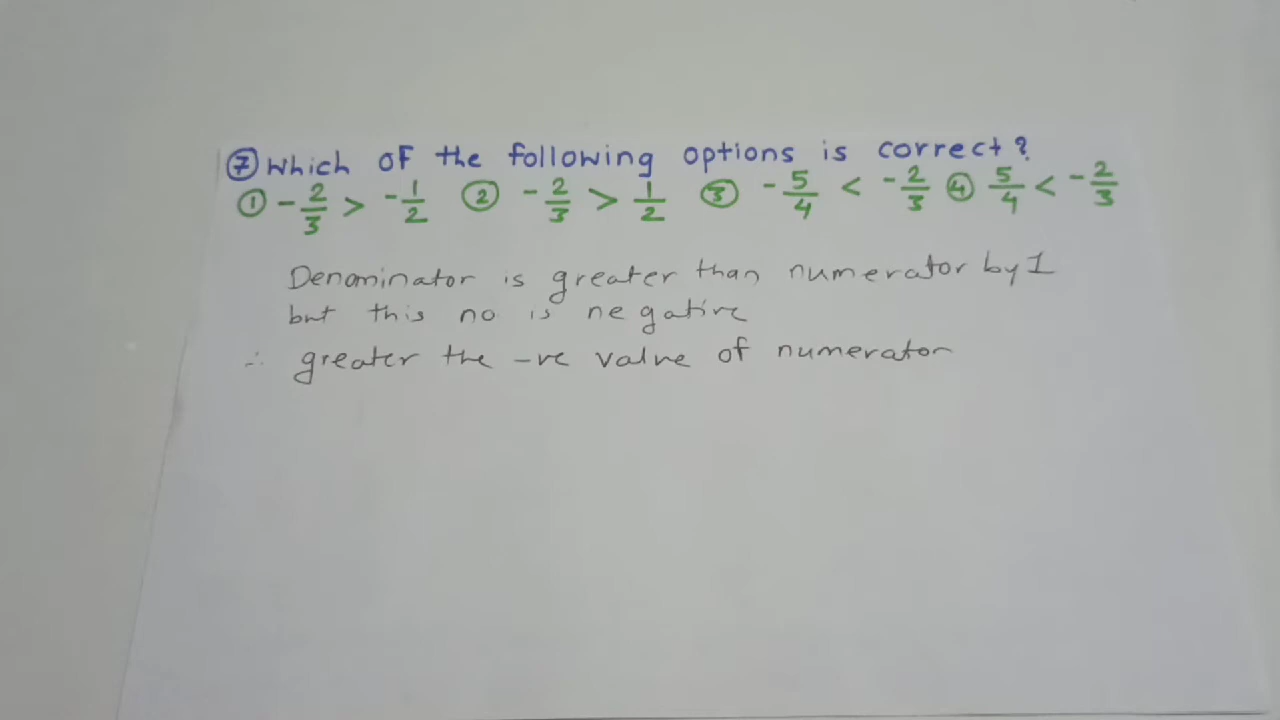 ⑦ Which of the following options is correct?
① -2/3 > -1/2 ② -2/3 > 1/2 ③ -5/4 < -2/3 ④ 5/4 < -2/3
Denominator is greater than numerator by 1
but this no is negative
∴ greater the -ve value of numerator